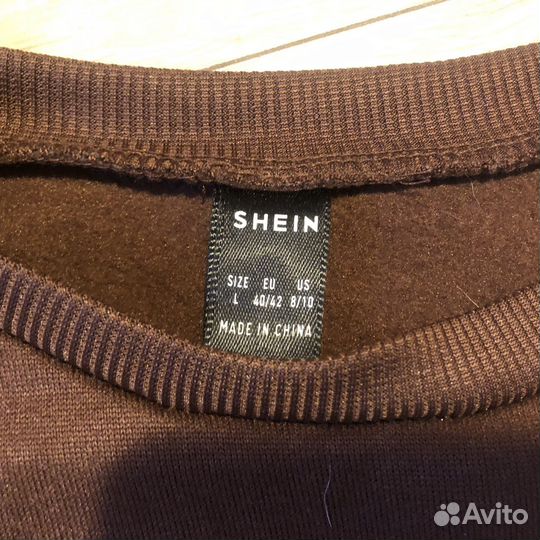 SHEIN
SIZE EU US
L 40/42 8/10
MADE IN CHINA
Avito